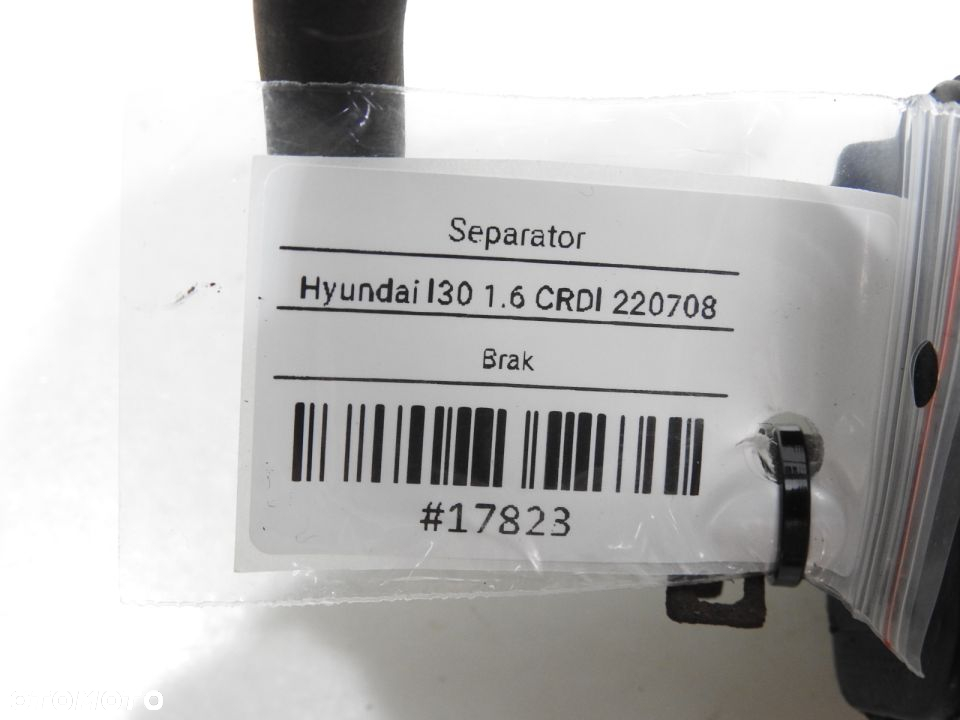 Separator
Hyundai I30 1.6 CRDI 220708
Brak
#17823